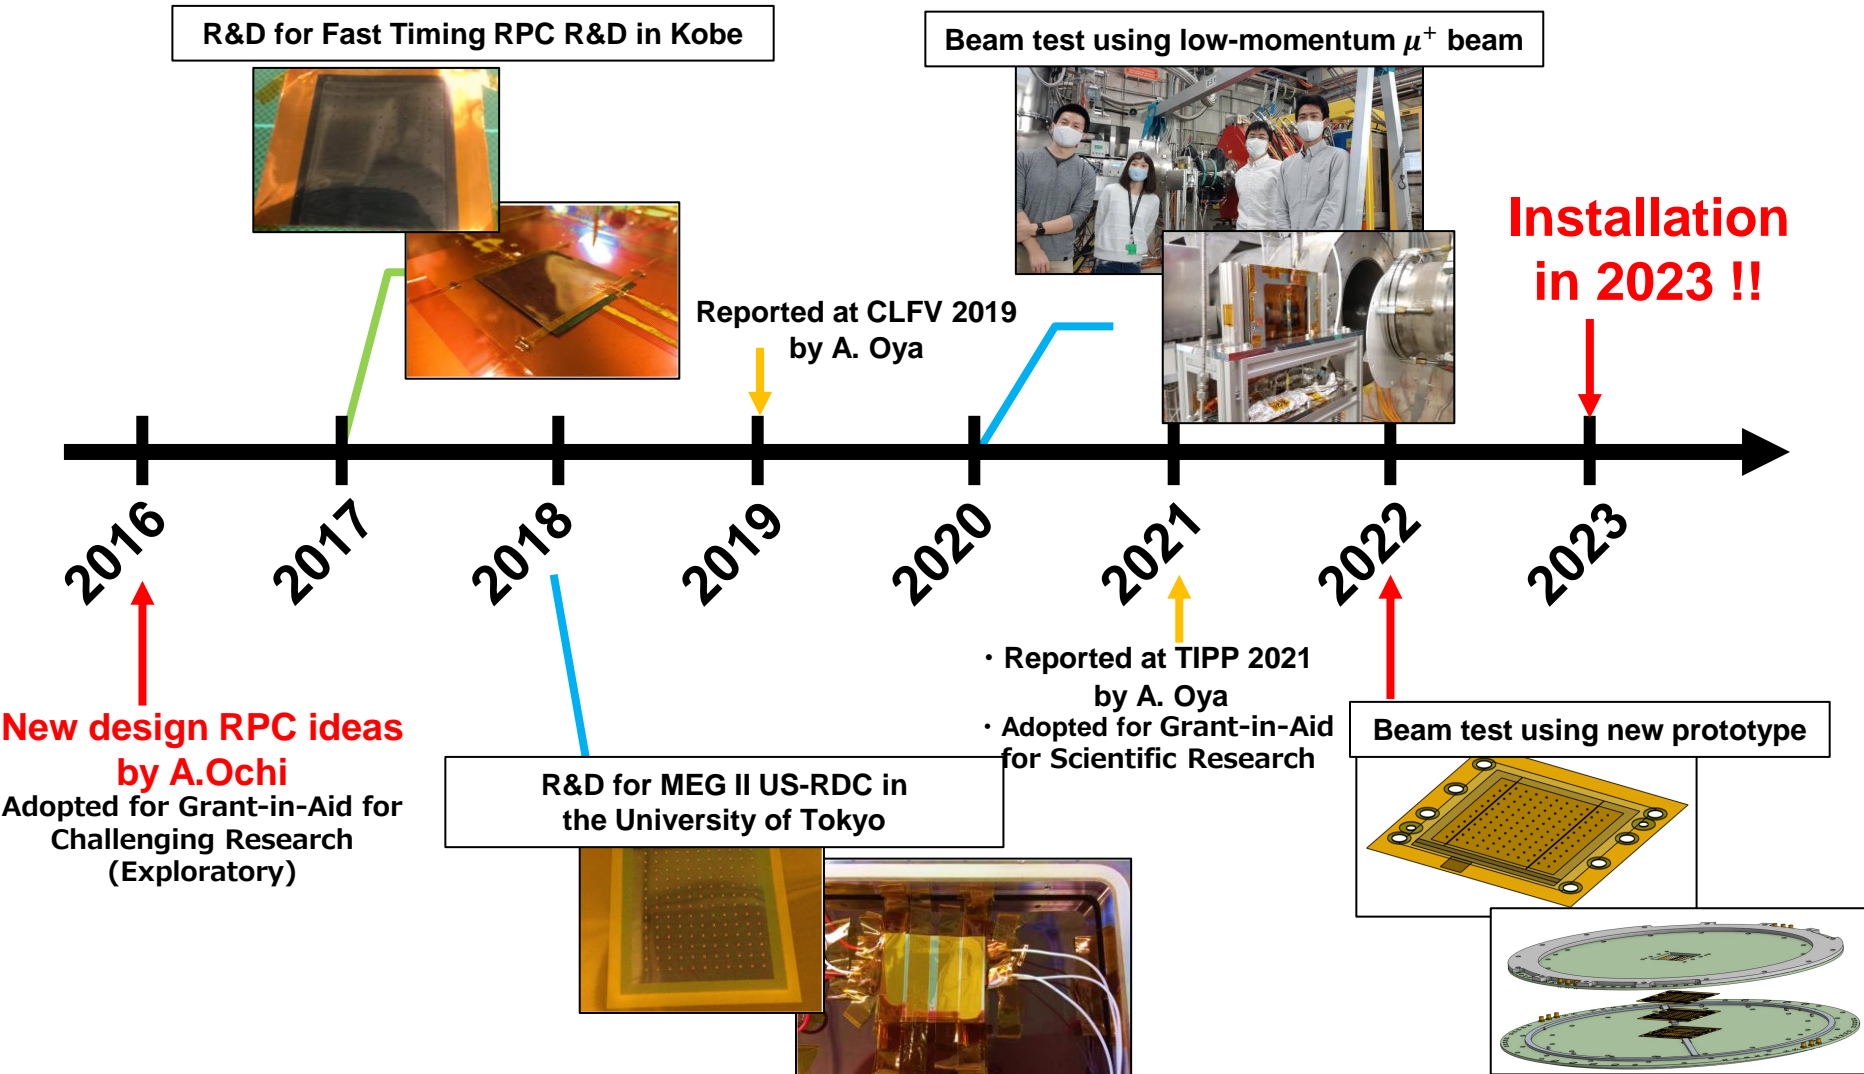 R&D for Fast Timing RPC R&D in Kobe
Beam test using low-momentum μ⁺ beam
Installation
in 2023 !!
Reported at CLFV 2019
by A. Oya
2016
2017
2018
2019
2020
2021
2022
2023
New design RPC ideas
by A.Ochi
Adopted for Grant-in-Aid for
Challenging Research
(Exploratory)
R&D for MEG II US-RDC in
the University of Tokyo
・Reported at TIPP 2021
by A. Oya
・Adopted for Grant-in-Aid
for Scientific Research
Beam test using new prototype